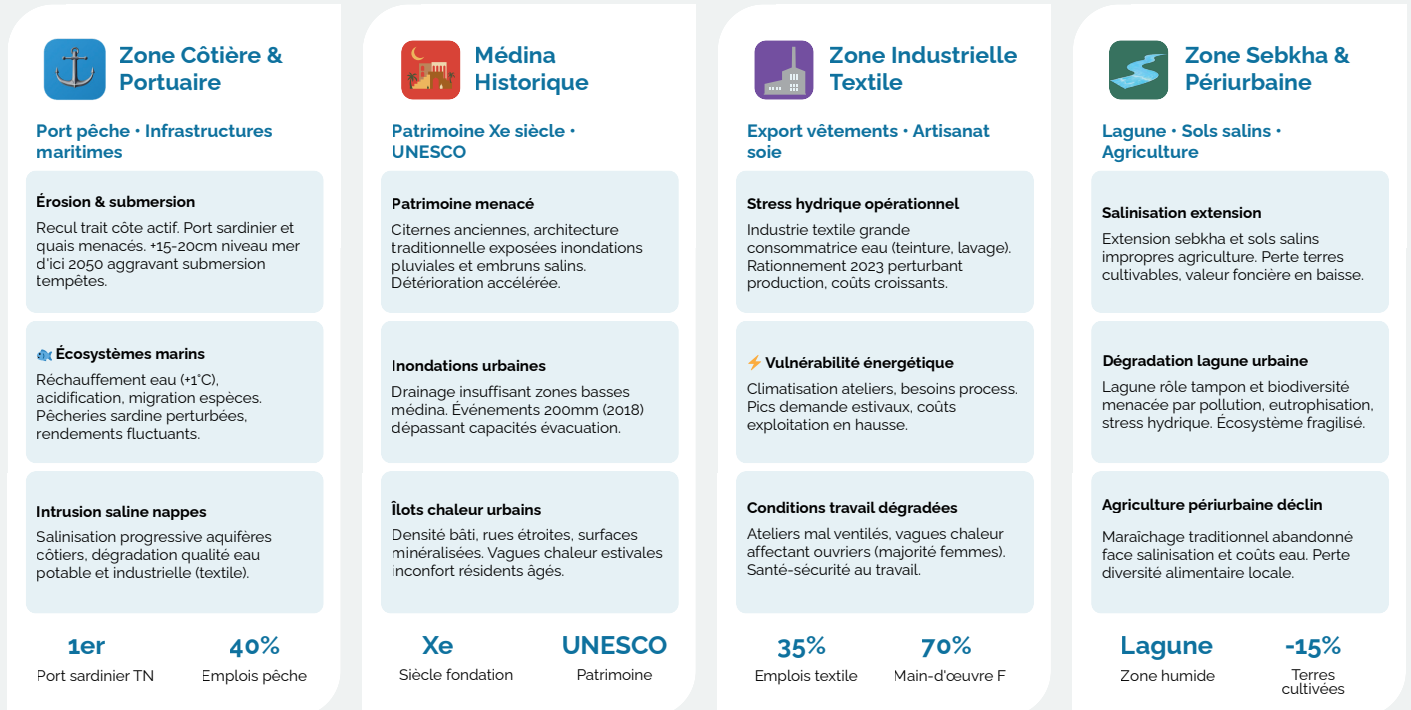 Zone Côtière &
Portuaire
Port pêche • Infrastructures
maritimes
Érosion & submersion
Recul trait côte actif. Port sardinier et
quais menacés. +15-20cm niveau mer
d'ici 2050 aggravant submersion
tempêtes.
Écosystèmes marins
Réchauffement eau (+1°C),
acidification, migration espèces.
Pêcheries sardine perturbées,
rendements fluctuants.
Intrusion saline nappes
Salinisation progressive aquifères
côtiers, dégradation qualité eau
potable et industrielle (textile).
1er
Port sardinier TN
40%
Emplois pêche
Médina
Historique
Patrimoine Xe siècle •
UNESCO
Patrimoine menacé
Citernes anciennes, architecture
traditionnelle exposées inondations
pluviales et embruns salins.
Détérioration accélérée.
Inondations urbaines
Drainage insuffisant zones basses
médina. Événements 200mm (2018)
dépassant capacités évacuation.
Îlots chaleur urbains
Densité bâti, rues étroites, surfaces
minéralisées. Vagues chaleur estivales
inconfort résidents âgés.
Xe
Siècle fondation
UNESCO
Patrimoine
Zone Industrielle
Textile
Export vêtements • Artisanat
soie
Stress hydrique opérationnel
Industrie textile grande
consommatrice eau (teinture, lavage).
Rationnement 2023 perturbant
production, coûts croissants.
Vulnérabilité énergétique
Climatisation ateliers, besoins process.
Pics demande estivaux, coûts
exploitation en hausse.
Conditions travail dégradées
Ateliers mal ventilés, vagues chaleur
affectant ouvriers (majorité femmes).
Santé-sécurité au travail.
35%
Emplois textile
70%
Main-d'œuvre F
Zone Sebkha &
Périurbaine
Lagune • Sols salins •
Agriculture
Salinisation extension
Extension sebkha et sols salins
impropres agriculture. Perte terres
cultivables, valeur foncière en baisse.
Dégradation lagune urbaine
Lagune rôle tampon et biodiversité
menacée par pollution, eutrophisation,
stress hydrique. Écosystème fragilisé.
Agriculture périurbaine déclin
Maraîchage traditionnel abandonné
face salinisation et coûts eau. Perte
diversité alimentaire locale.
Lagune
Zone humide
-15%
Terres
cultivées